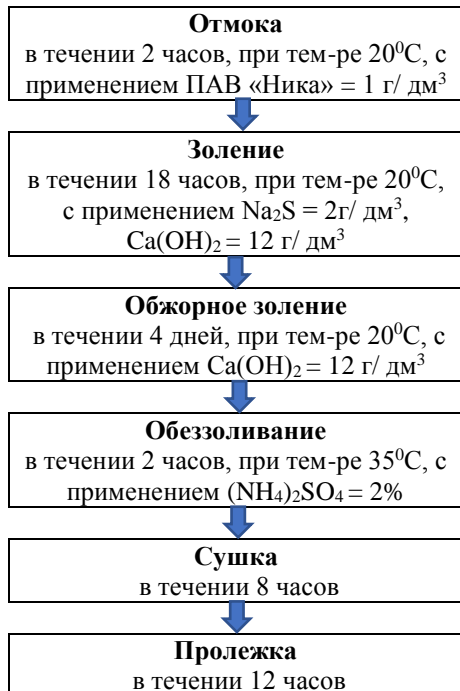 Отмока
в течении 2 часов, при тем-ре 20⁰С, с
применением ПАВ «Ника» = 1 г/ дм³
Золение
в течении 18 часов, при тем-ре 20⁰С,
с применением Na₂S = 2г/ дм³,
Ca(OH)₂ = 12 г/ дм³
Обжорное золение
в течении 4 дней, при тем-ре 20⁰С, с
применением Ca(OH)₂ = 12 г/ дм³
Обеззоливание
в течении 2 часов, при тем-ре 35⁰С, с
применением (NH₄)₂SO₄ = 2%
Сушка
в течении 8 часов
Пролежка
в течении 12 часов